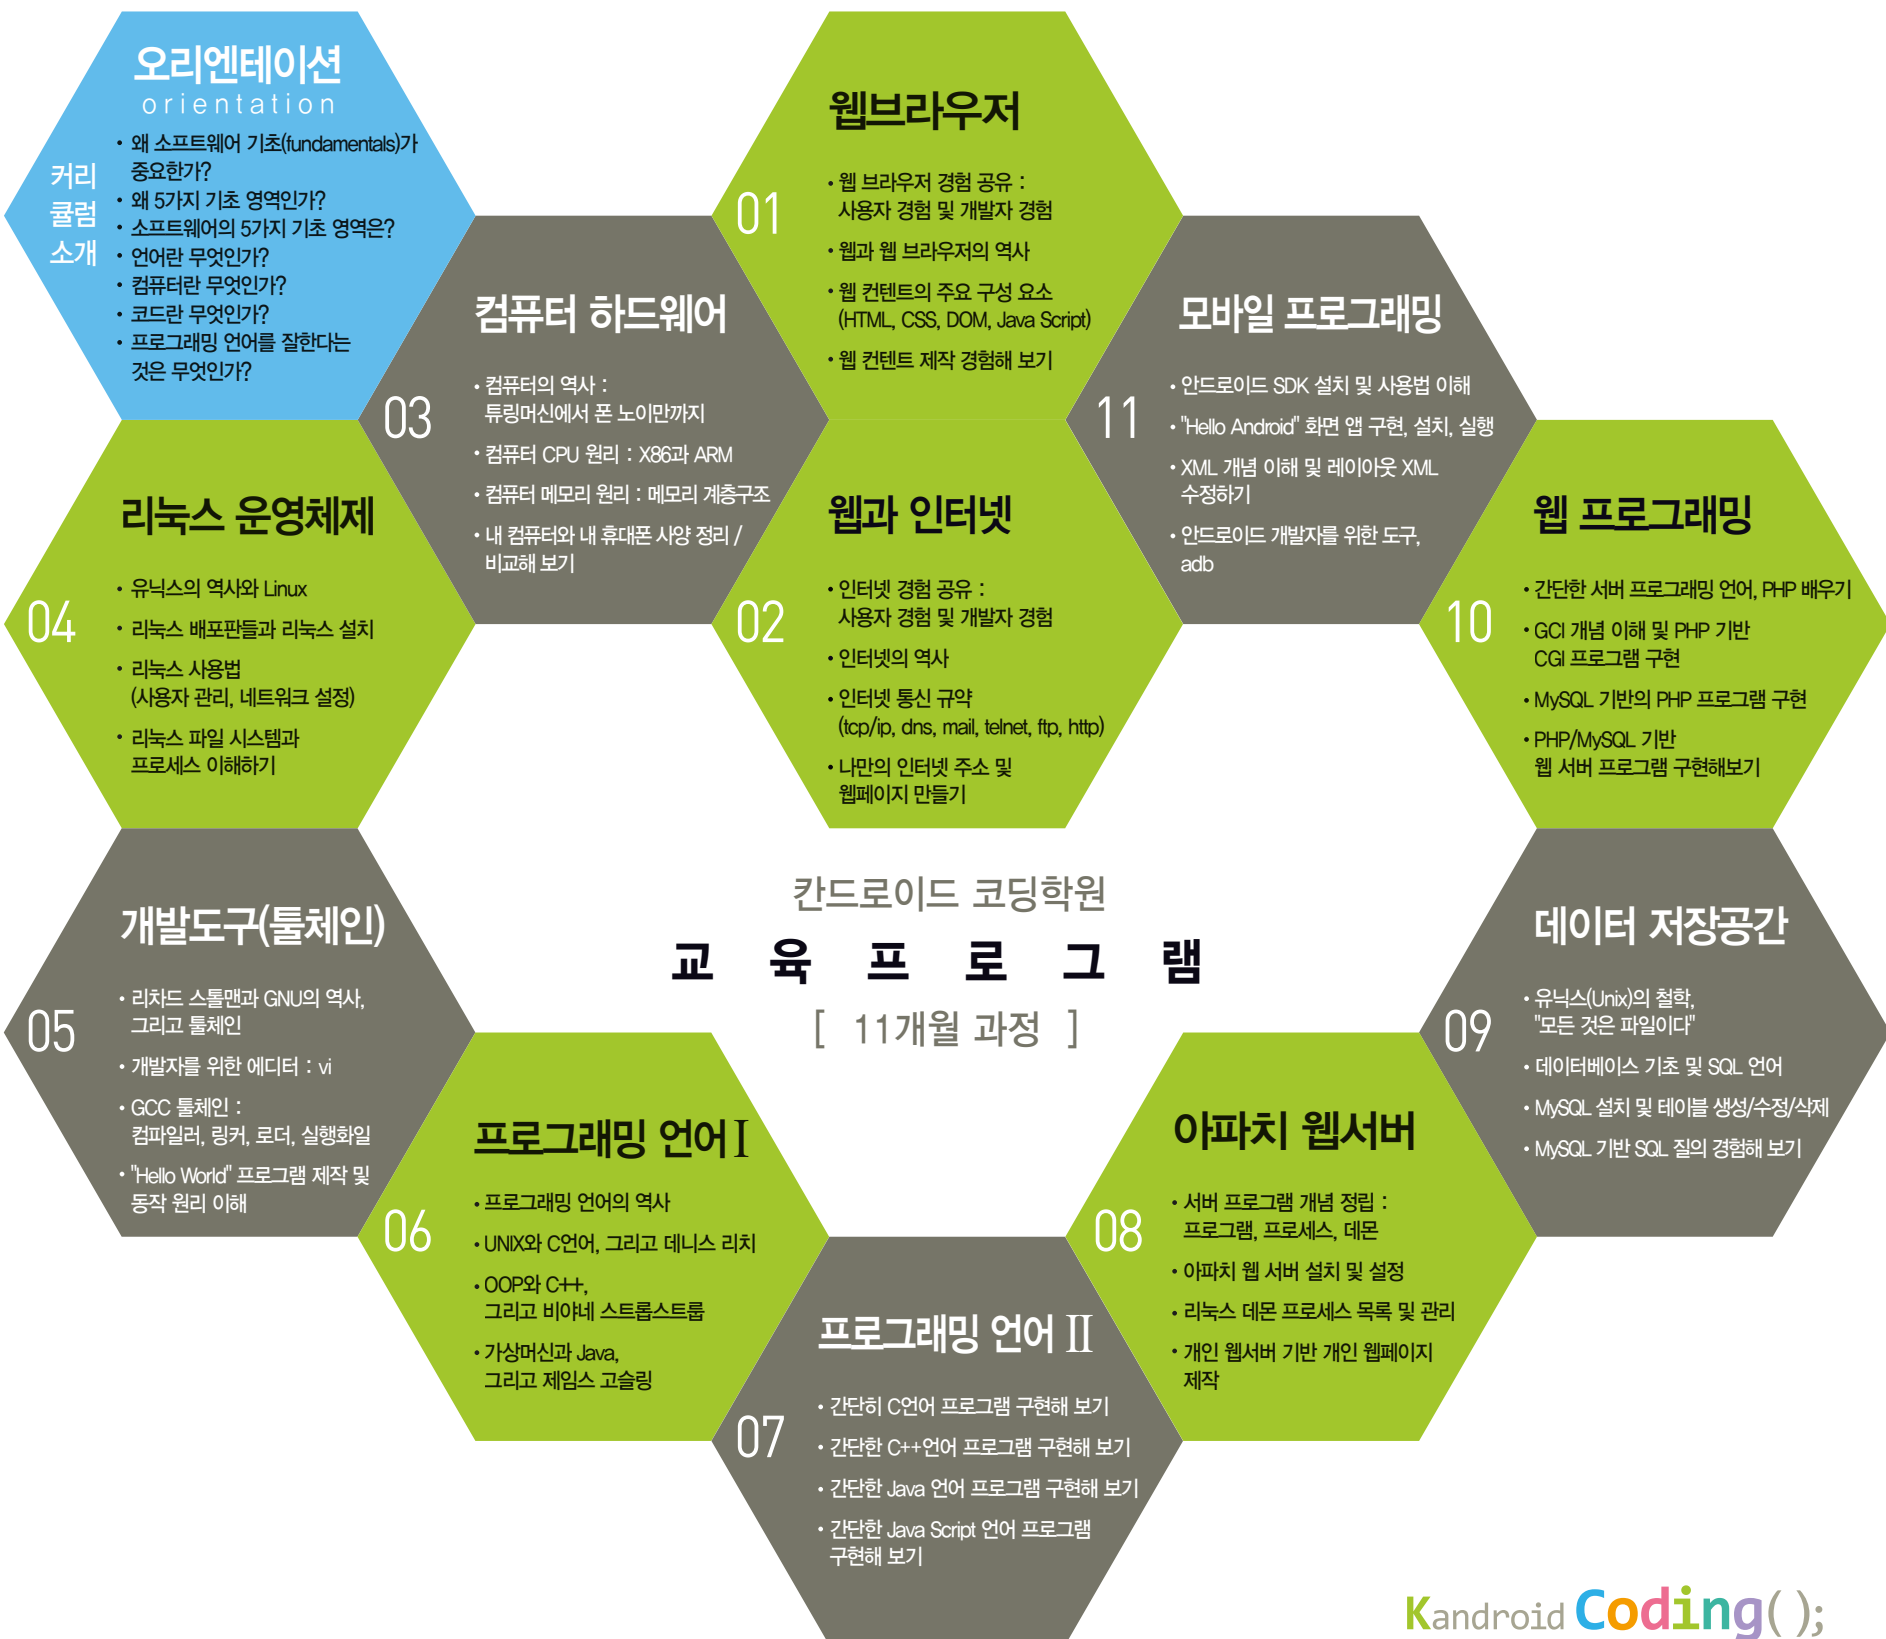 오리엔테이션
orientation
커리
큘럼
소개
• 왜 소프트웨어 기초(fundamentals)가
중요한가?
• 왜 5가지 기초 영역인가?
• 소프트웨어의 5가지 기초 영역은?
• 언어란 무엇인가?
• 컴퓨터란 무엇인가?
• 코드란 무엇인가?
• 프로그래밍 언어를 잘한다는
것은 무엇인가?
01
웹브라우저
• 웹 브라우저 경험 공유 :
사용자 경험 및 개발자 경험
• 웹과 웹 브라우저의 역사
• 웹 컨텐트의 주요 구성 요소
(HTML, CSS, DOM, Java Script)
• 웹 컨텐트 제작 경험해 보기
02
웹과 인터넷
• 인터넷 경험 공유 :
사용자 경험 및 개발자 경험
• 인터넷의 역사
• 인터넷 통신 규약
(tcp/ip, dns, mail, telnet, ftp, http)
• 나만의 인터넷 주소 및
웹페이지 만들기
03
컴퓨터 하드웨어
• 컴퓨터의 역사 :
튜링머신에서 폰 노이만까지
• 컴퓨터 CPU 원리 : X86과 ARM
• 컴퓨터 메모리 원리 : 메모리 계층구조
• 내 컴퓨터와 내 휴대폰 사양 정리 /
비교해 보기
04
리눅스 운영체제
• 유닉스의 역사와 Linux
• 리눅스 배포판들과 리눅스 설치
• 리눅스 사용법
(사용자 관리, 네트워크 설정)
• 리눅스 파일 시스템과
프로세스 이해하기
05
개발도구(툴체인)
• 리차드 스톨맨과 GNU의 역사,
그리고 툴체인
• 개발자를 위한 에디터 : vi
• GCC 툴체인 :
컴파일러, 링커, 로더, 실행화일
• "Hello World" 프로그램 제작 및
동작 원리 이해
06
프로그래밍 언어Ⅰ
• 프로그래밍 언어의 역사
• UNIX와 C언어, 그리고 데니스 리치
• OOP와 C++,
그리고 비야네 스트롭스트룹
• 가상머신과 Java,
그리고 제임스 고슬링
07
프로그래밍 언어 Ⅱ
• 간단히 C언어 프로그램 구현해 보기
• 간단한 C++언어 프로그램 구현해 보기
• 간단한 Java 언어 프로그램 구현해 보기
• 간단한 Java Script 언어 프로그램
구현해 보기
08
아파치 웹서버
• 서버 프로그램 개념 정립 :
프로그램, 프로세스, 데몬
• 아파치 웹 서버 설치 및 설정
• 리눅스 데몬 프로세스 목록 및 관리
• 개인 웹서버 기반 개인 웹페이지
제작
09
데이터 저장공간
• 유닉스(Unix)의 철학,
"모든 것은 파일이다"
• 데이터베이스 기초 및 SQL 언어
• MySQL 설치 및 테이블 생성/수정/삭제
• MySQL 기반 SQL 질의 경험해 보기
10
웹 프로그래밍
• 간단한 서버 프로그래밍 언어, PHP 배우기
• GCI 개념 이해 및 PHP 기반
CGI 프로그램 구현
• MySQL 기반의 PHP 프로그램 구현
• PHP/MySQL 기반
웹 서버 프로그램 구현해보기
11
모바일 프로그래밍
• 안드로이드 SDK 설치 및 사용법 이해
• "Hello Android" 화면 앱 구현, 설치, 실행
• XML 개념 이해 및 레이아웃 XML
수정하기
• 안드로이드 개발자를 위한 도구,
adb
칸드로이드 코딩학원
교 육 프 로 그 램
[ 11개월 과정 ]
Kandroid Coding( );